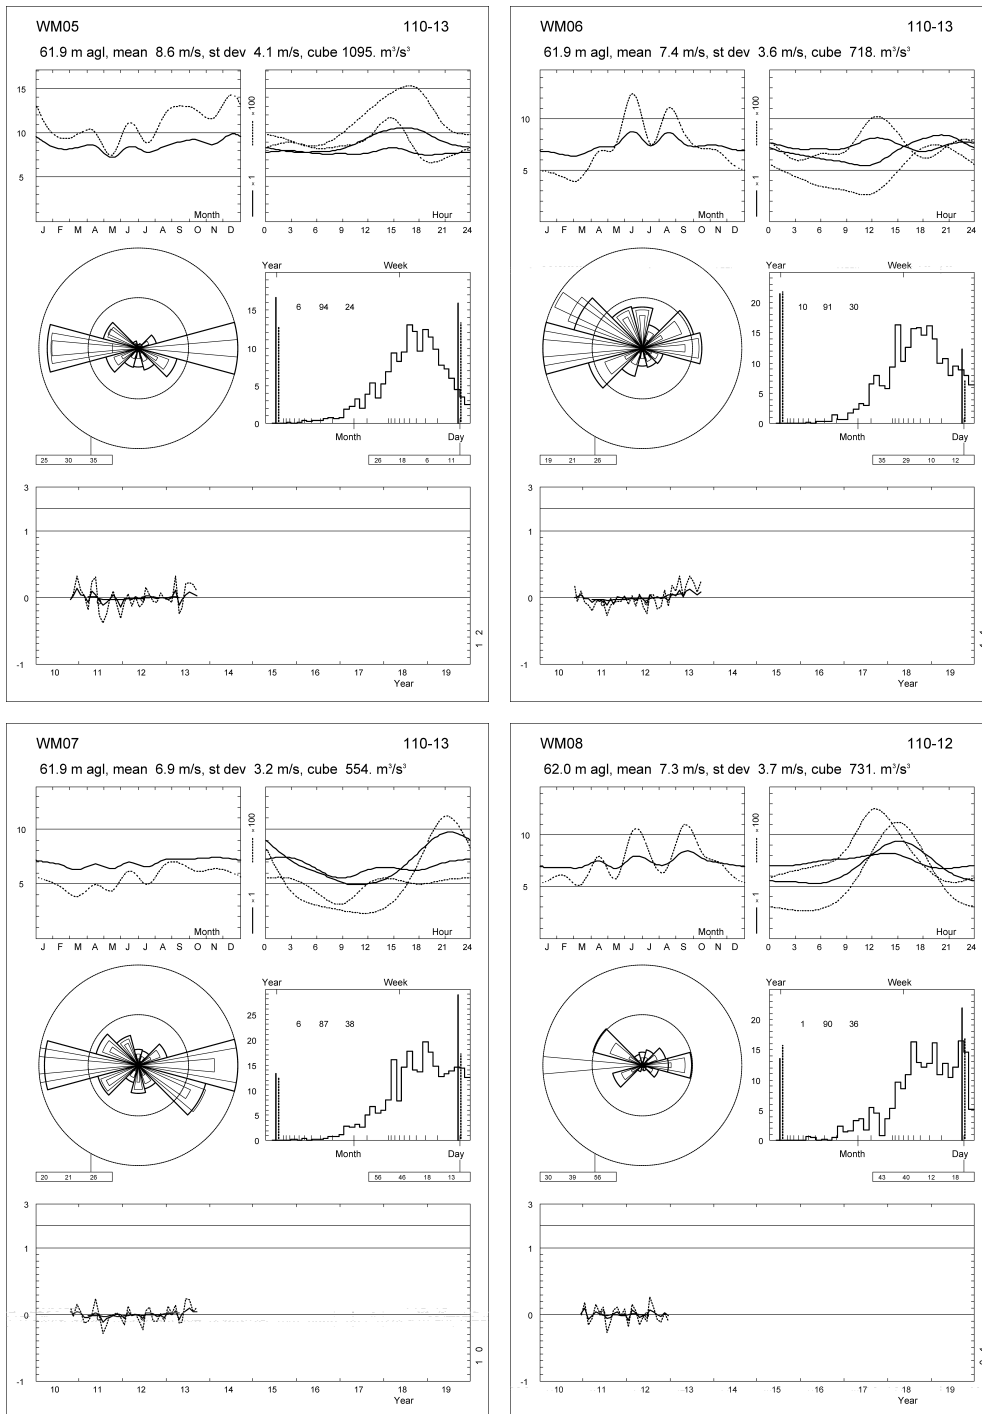 WM05 110-13
61.9 m agl, mean 8.6 m/s, st dev 4.1 m/s, cube 1095. m³/s³
15
10
5
Month
J F M A M J J A S O N D
× 1 ×100
Hour
0 3 6 9 12 15 18 21 24
Year Week
15
10
5
0
6 94 24
Month Day
25 30 35
26 18 6 11
3
1
0
-1
10 11 12 13 14 15 16 17 18 19
Year
1 2
WM06 110-13
61.9 m agl, mean 7.4 m/s, st dev 3.6 m/s, cube 718. m³/s³
10
5
Month
J F M A M J J A S O N D
× 1 ×100
Hour
0 3 6 9 12 15 18 21 24
Year Week
20
15
10
5
0
10 91 30
Month Day
19 21 26
35 29 10 12
3
1
0
-1
10 11 12 13 14 15 16 17 18 19
Year
WM07 110-13
61.9 m agl, mean 6.9 m/s, st dev 3.2 m/s, cube 554. m³/s³
10
5
Month
J F M A M J J A S O N D
× 1 ×100
Hour
0 3 6 9 12 15 18 21 24
Year Week
25
20
15
10
5
0
6 87 38
Month Day
20 21 26
56 46 18 13
3
1
0
-1
10 11 12 13 14 15 16 17 18 19
Year
1 0
WM08 110-12
62.0 m agl, mean 7.3 m/s, st dev 3.7 m/s, cube 731. m³/s³
10
5
Month
J F M A M J J A S O N D
× 1 ×100
Hour
0 3 6 9 12 15 18 21 24
Year Week
20
15
10
5
0
1 90 36
Month Day
30 39 56
43 40 12 18
3
1
0
-1
10 11 12 13 14 15 16 17 18 19
Year